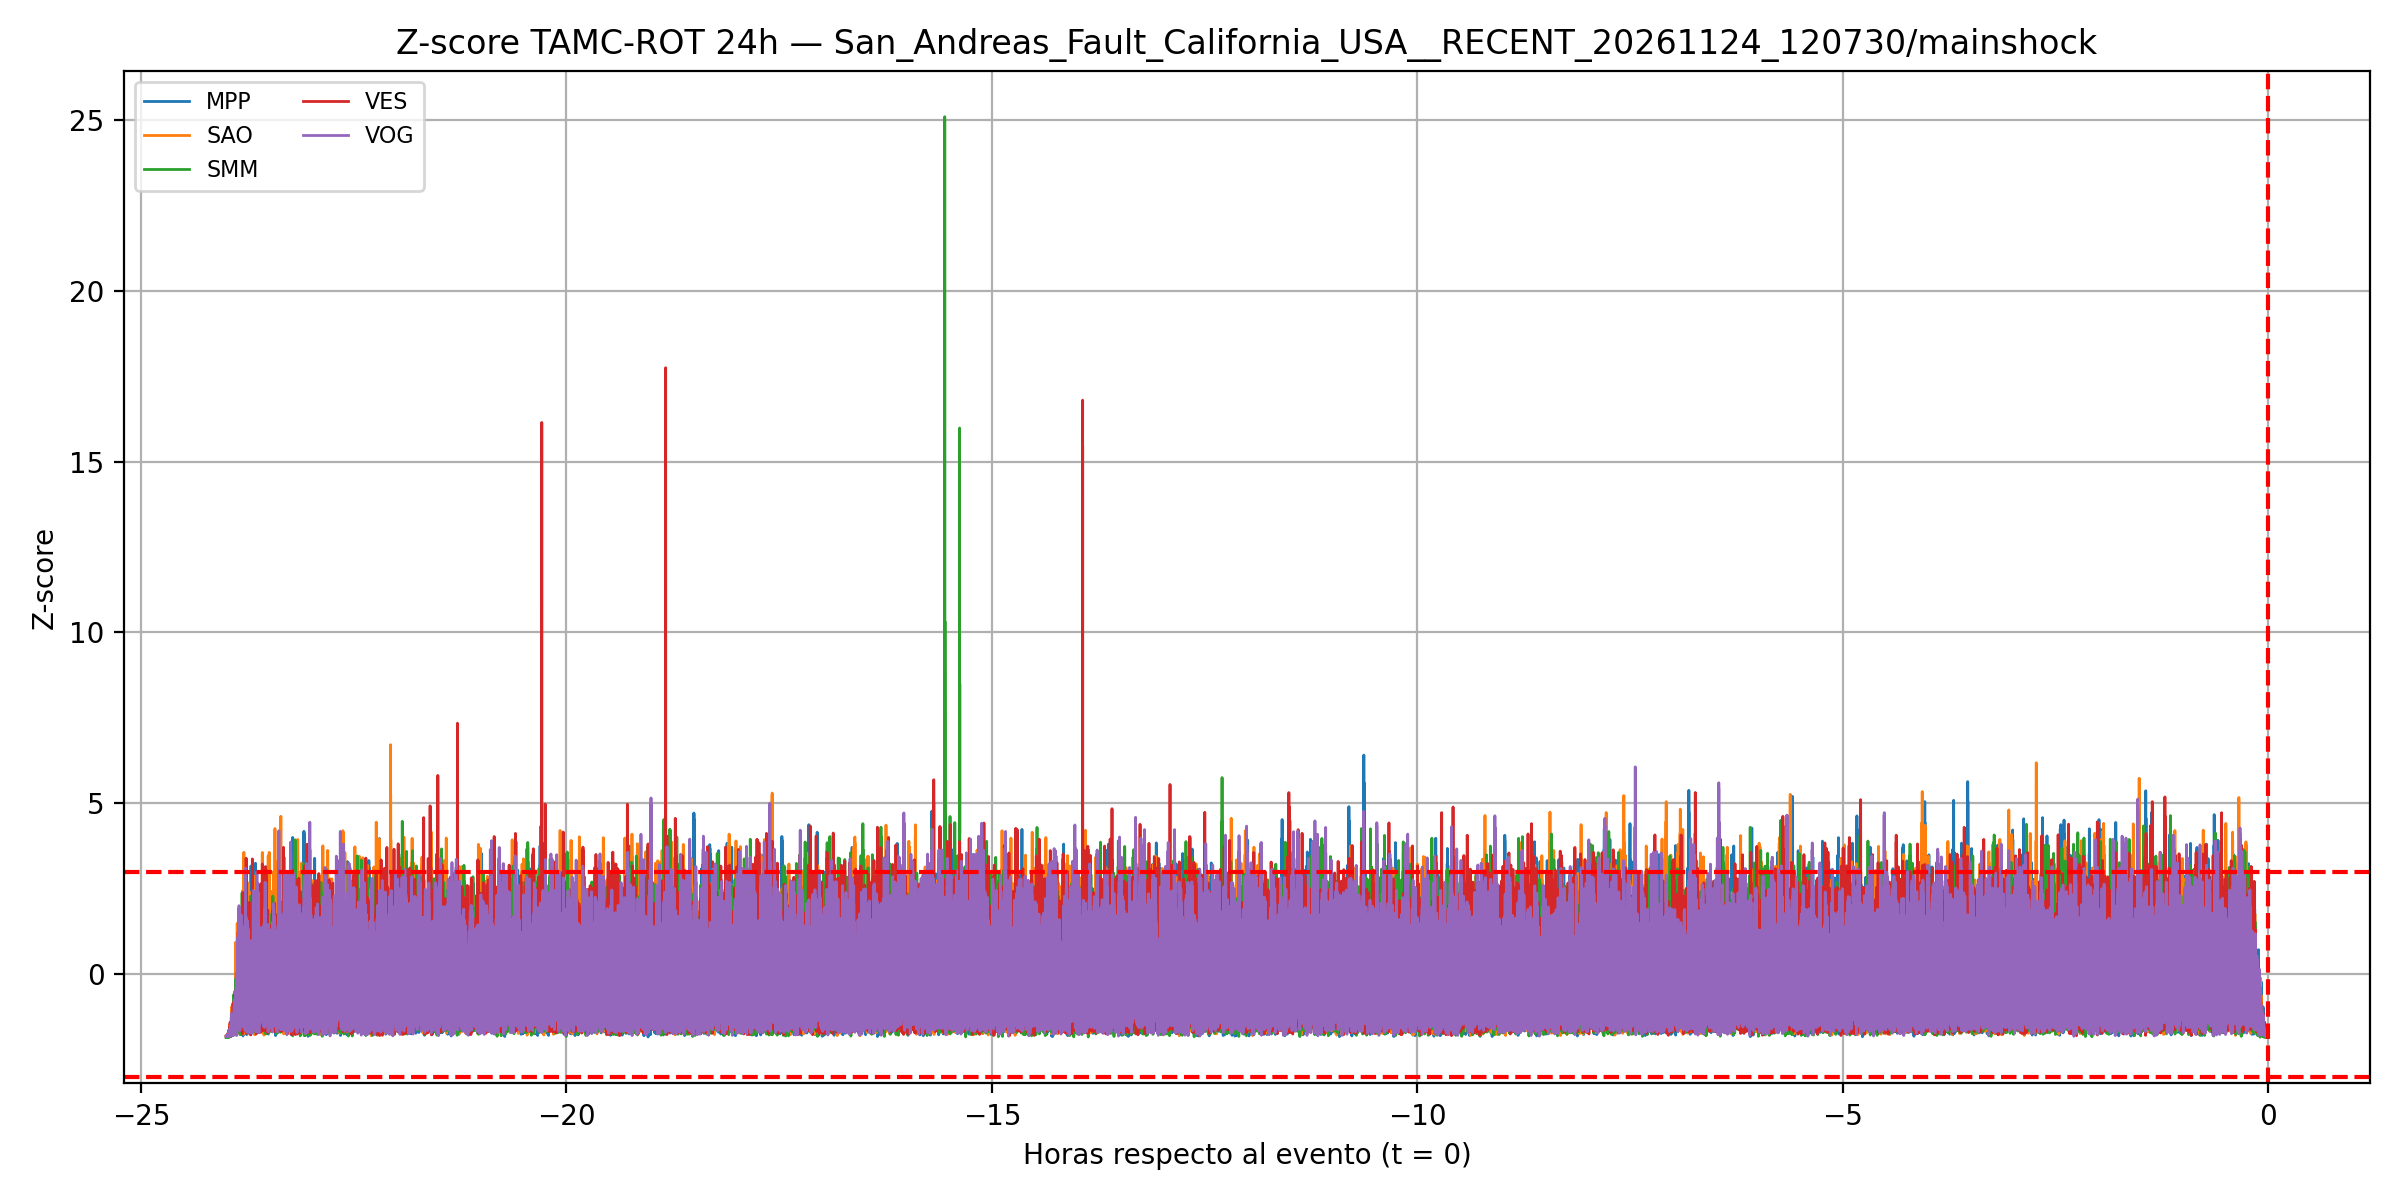 Z-score TAMC-ROT 24h — San_Andreas_Fault_California_USA__RECENT_20261124_120730/mainshock
MPP
SAO
SMM
VES
VOG
25
20
15
10
5
0
Z-score
−25
−20
−15
−10
−5
0
Horas respecto al evento (t = 0)